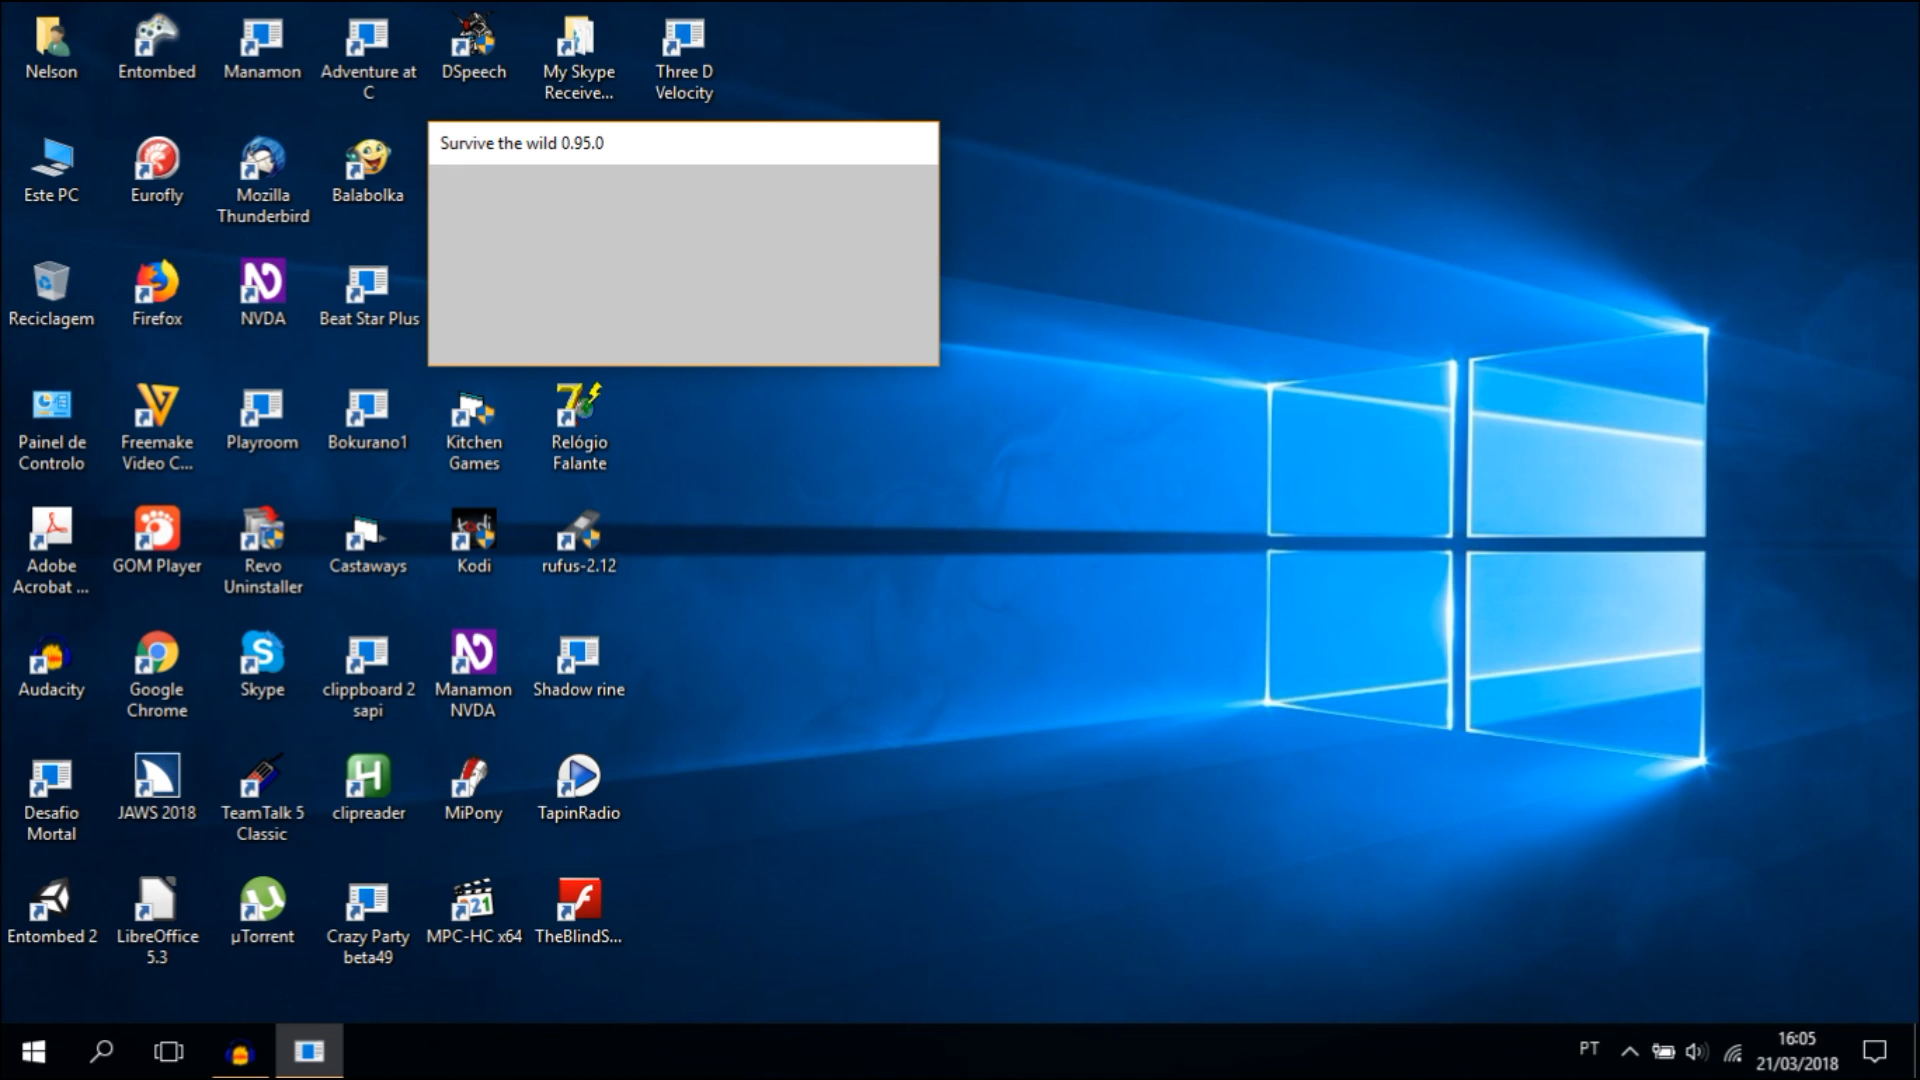 Nelson
Entombed
Manamon
Adventure at
C
DSpeech
My Skype
Receive...
Three D
Velocity
Survive the wild 0.95.0
Este PC
Eurofly
Mozilla
Thunderbird
Balabolka
Reciclagem
Firefox
NVDA
Beat Star Plus
Painel de
Controlo
Freemake
Video C...
Playroom
Bokurano1
Kitchen
Games
Relógio
Falante
Adobe
Acrobat ...
GOM Player
Revo
Uninstaller
Castaways
Kodi
rufus-2.12
Audacity
Google
Chrome
Skype
clippboard 2
sapi
Manamon
NVDA
Shadow rine
Desafio
Mortal
JAWS 2018
TeamTalk 5
Classic
clipreader
MiPony
TapinRadio
Entombed 2
LibreOffice
5.3
µTorrent
Crazy Party
beta49
MPC-HC x64
TheBlindS...
PT
16:05
21/03/2018